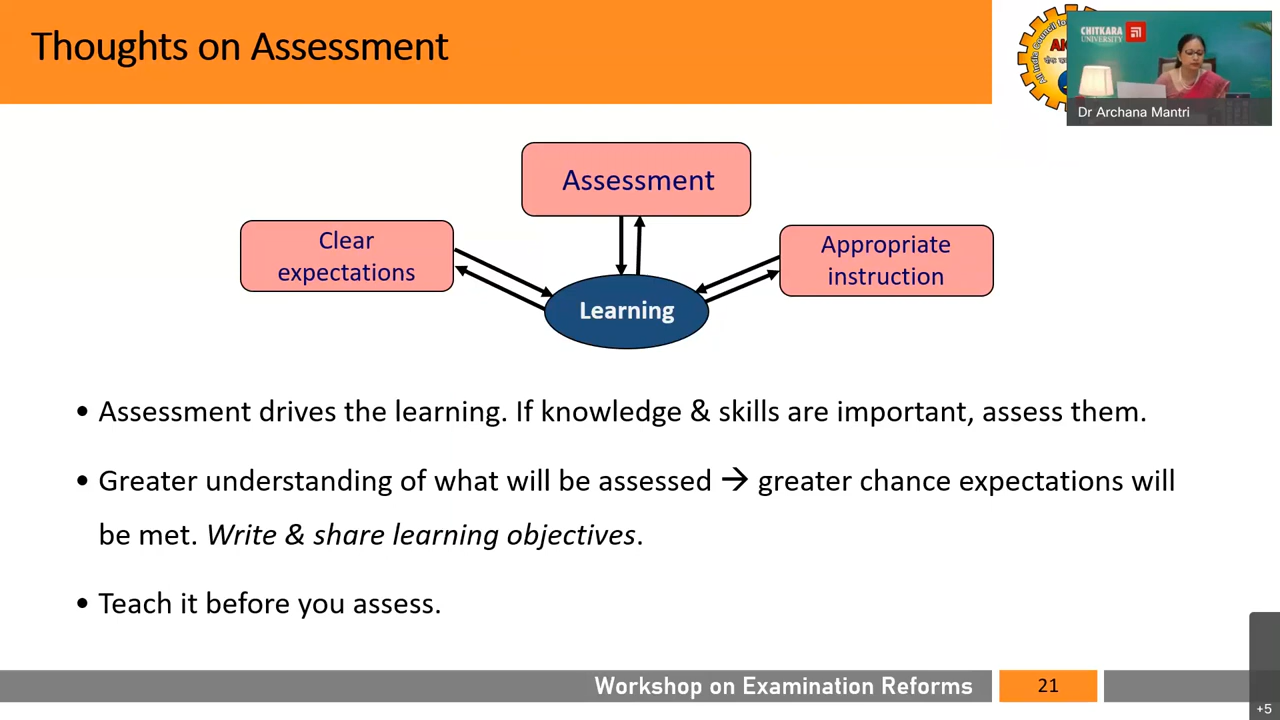 Thoughts on Assessment
CHITKARA
UNIVERSITY
Dr Archana Mantri
Assessment
Clear
expectations
Appropriate
instruction
Learning
• Assessment drives the learning. If knowledge & skills are important, assess them.
• Greater understanding of what will be assessed → greater chance expectations will
be met. Write & share learning objectives.
• Teach it before you assess.
Workshop on Examination Reforms
21
+5